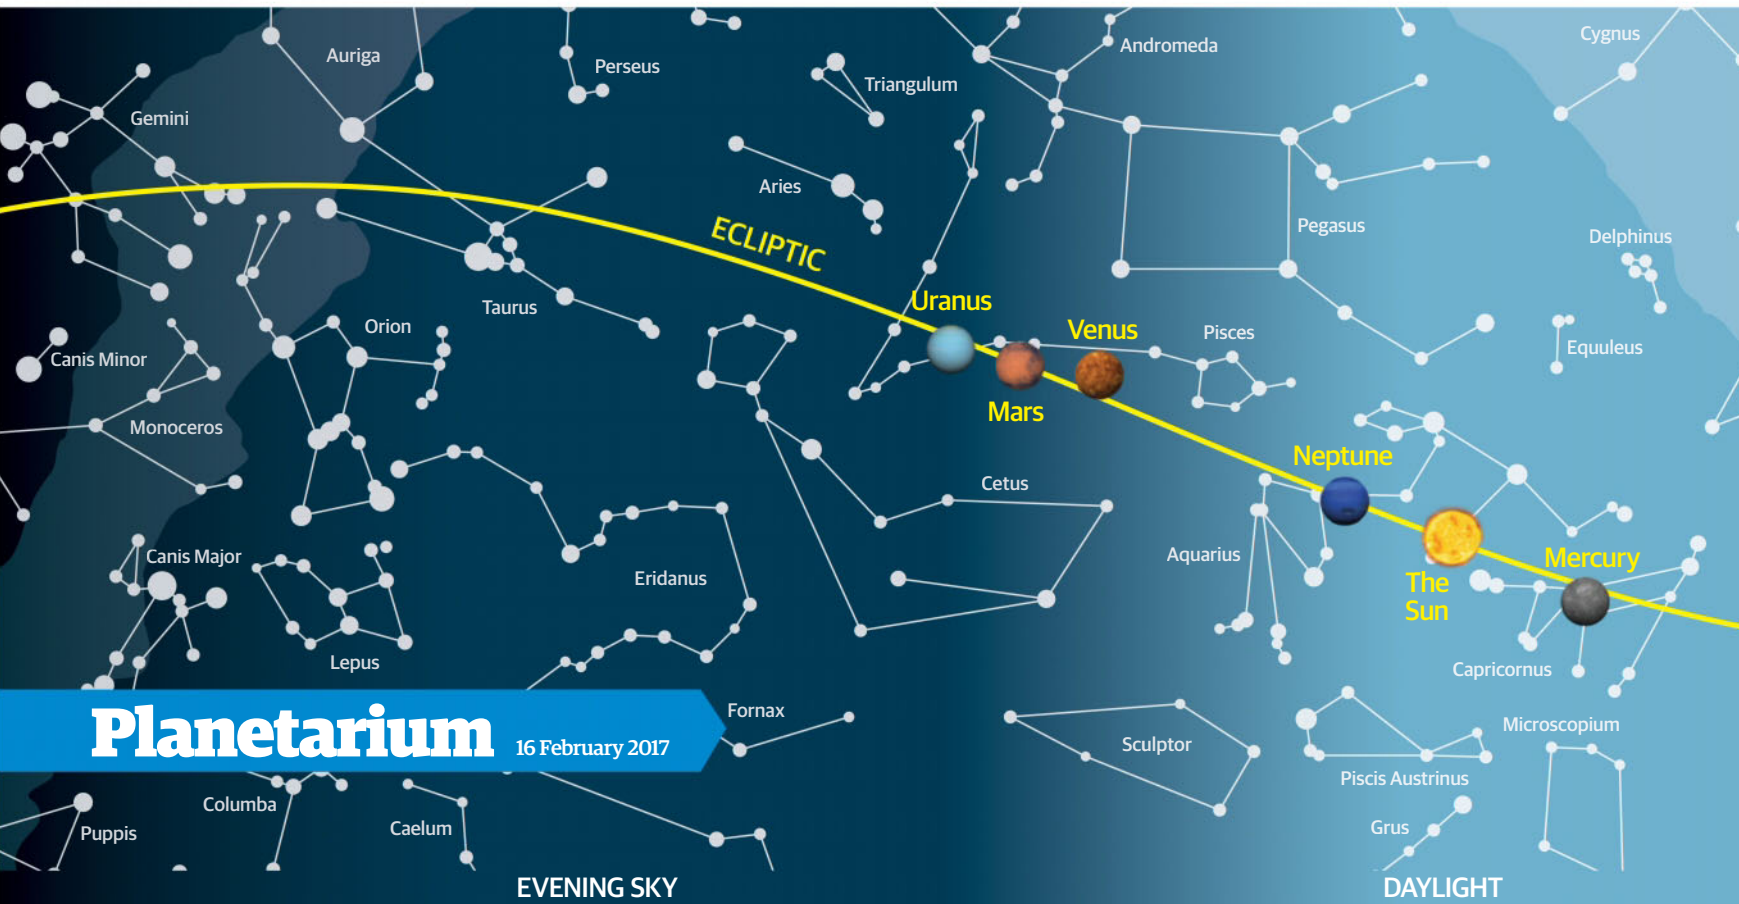 Cygnus
Andromeda
Auriga
Perseus
Triangulum
Gemini
Aries
Pegasus
Delphinus
ECLIPTIC
Uranus
Taurus
Orion
Venus
Pisces
Equuleus
Canis Minor
Mars
Monoceros
Neptune
Cetus
Canis Major
Aquarius
Mercury
Eridanus
The
Sun
Lepus
Capricornus
Fornax
Microscopium
Planetarium 16 February 2017
Sculptor
Piscis Austrinus
Columba
Caelum
Grus
Puppis
EVENING SKY
DAYLIGHT